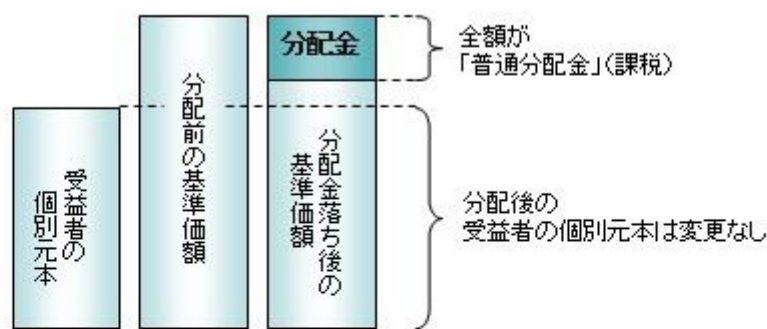 受益者の
個別元本
分配前の基準価額
分配金
分配金落ち後の
基準価額
全額が
「普通分配金」(課税)
分配後の
受益者の個別元本は変更なし